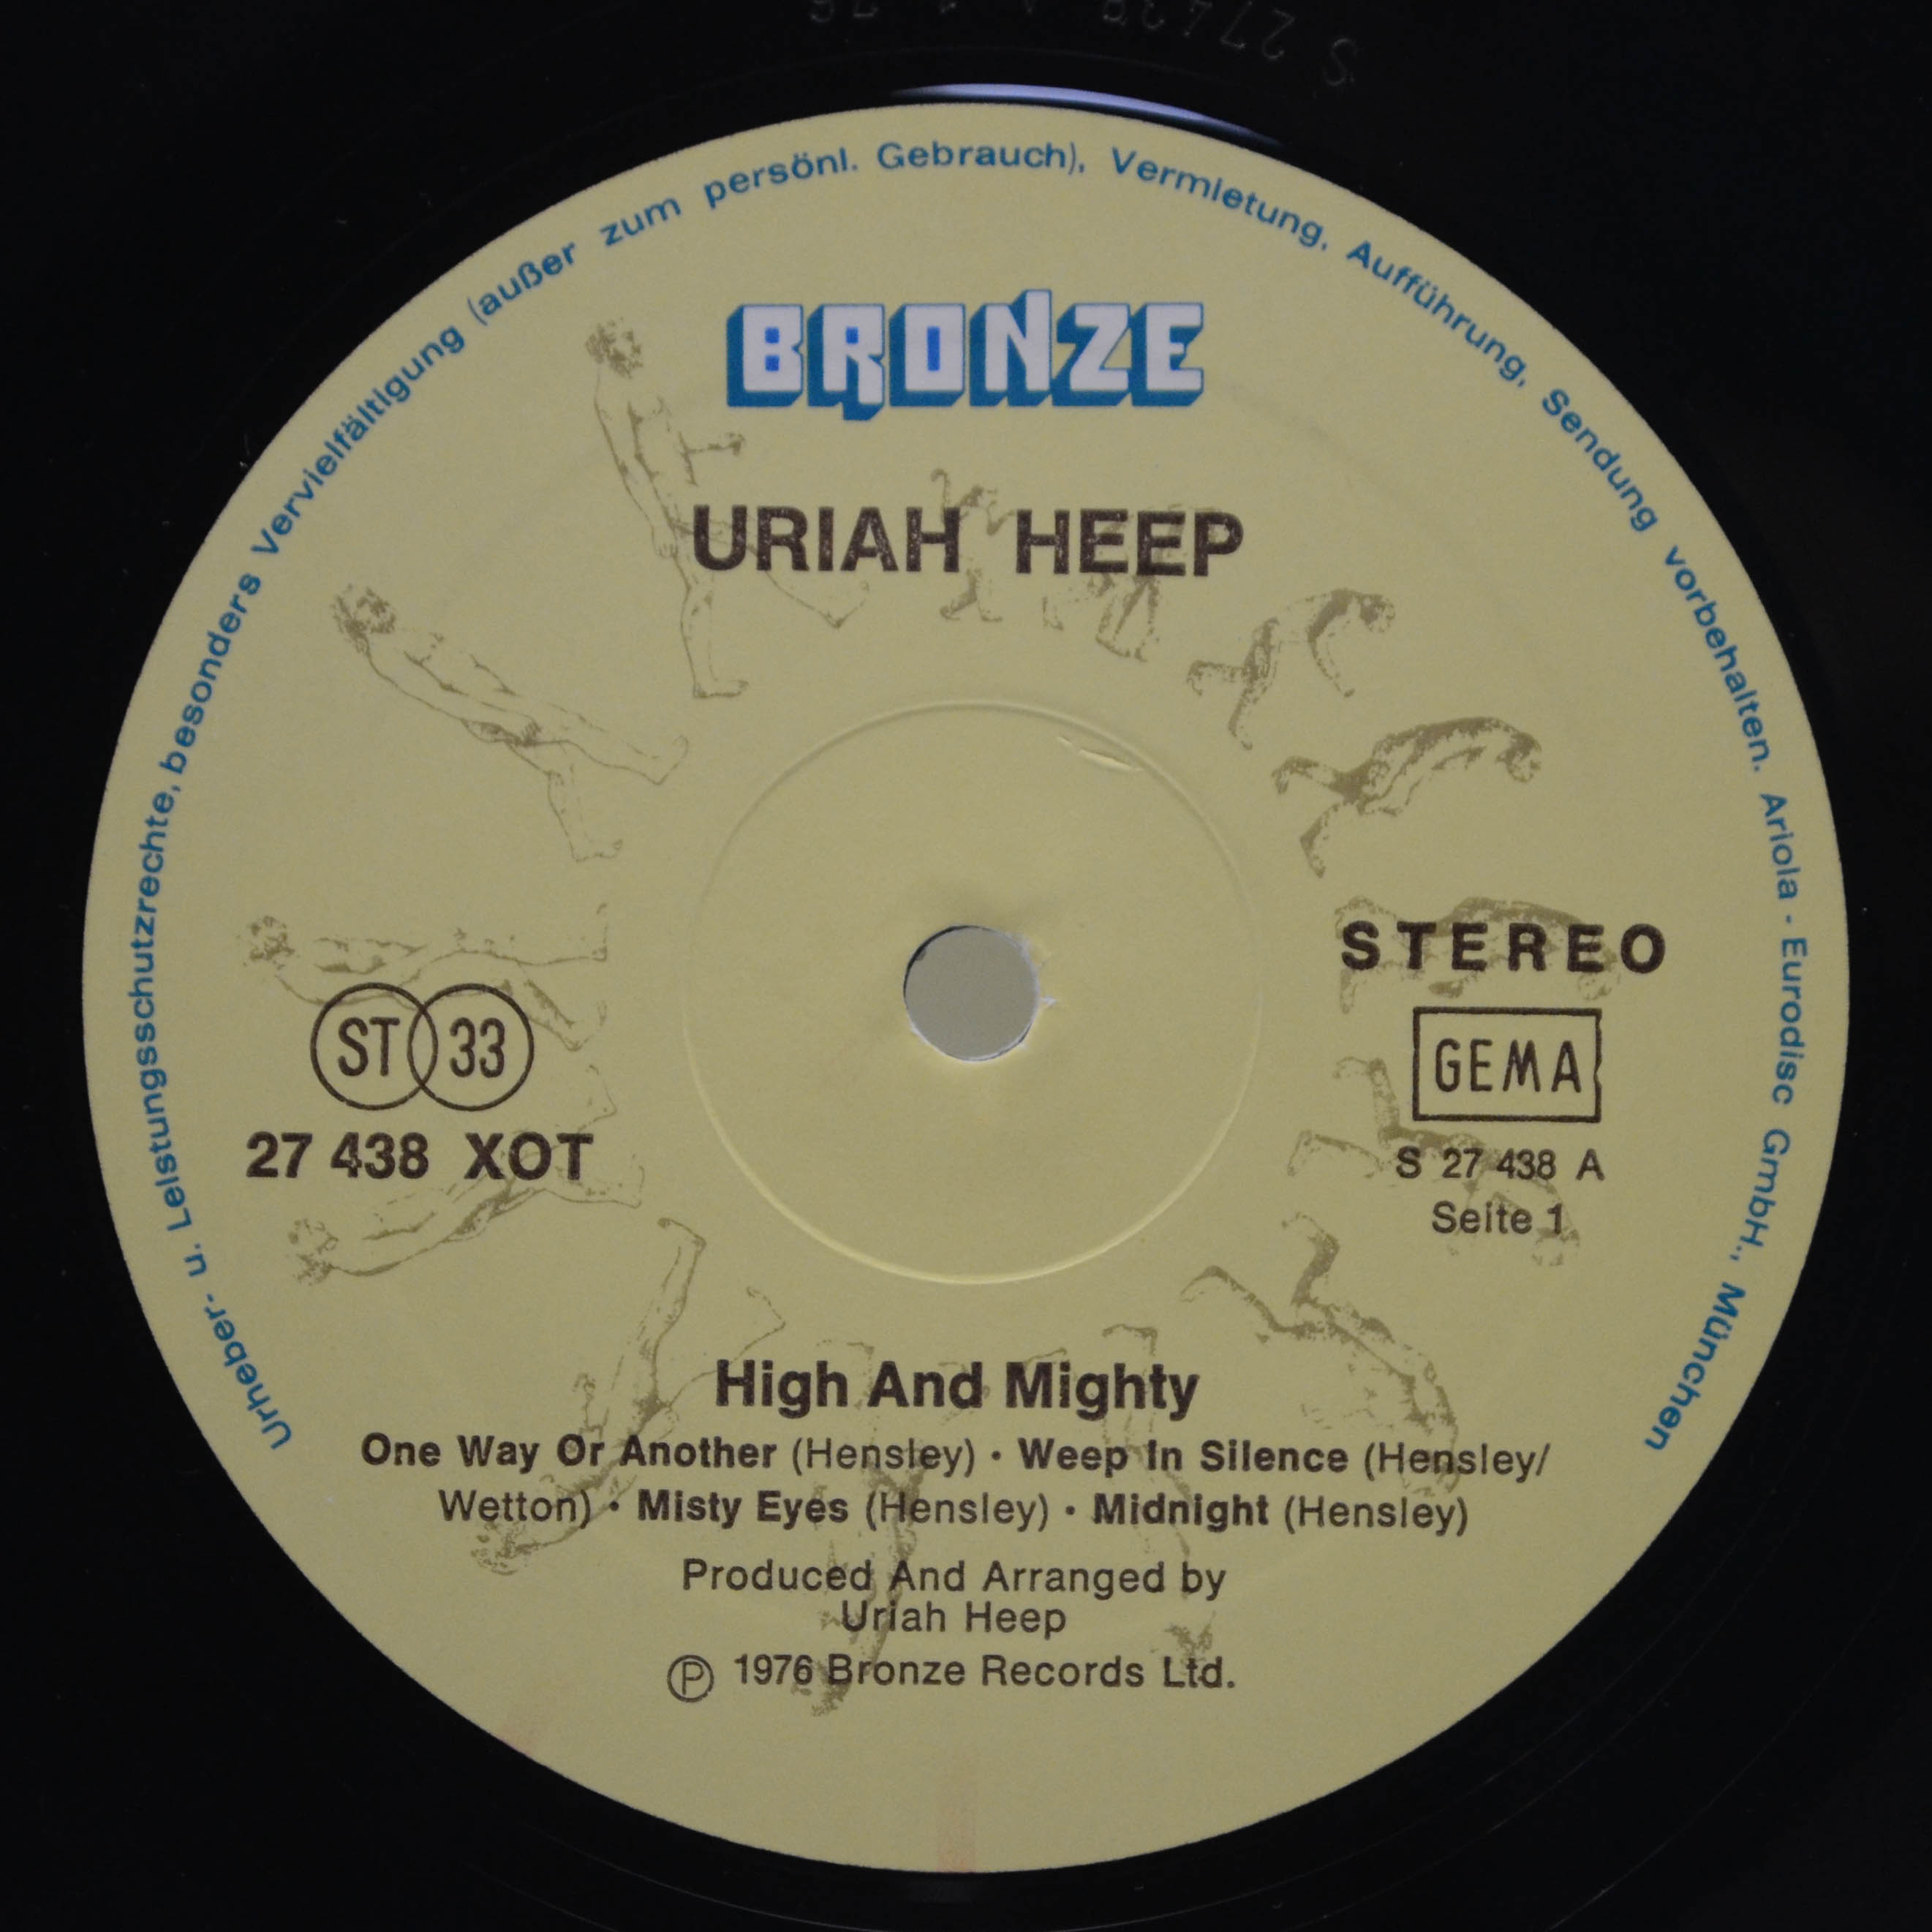 Urheber- u. Leistungsschutzrechte, besonders Vervielfältigung (außer zum persönl. Gebrauch), Vermietung, Aufführung, Sendung vorbehalten. Ariola - Eurodisc GmbH., München
BRONZE
URIAH HEEP
STEREO
ST 33
GEMA
27 438 XOT
S 27 438 A
Seite 1
High And Mighty
One Way Or Another (Hensley) • Weep In Silence (Hensley/
Wetton) • Misty Eyes (Hensley) • Midnight (Hensley)
Produced And Arranged by
Uriah Heep
Ⓟ 1976 Bronze Records Ltd.